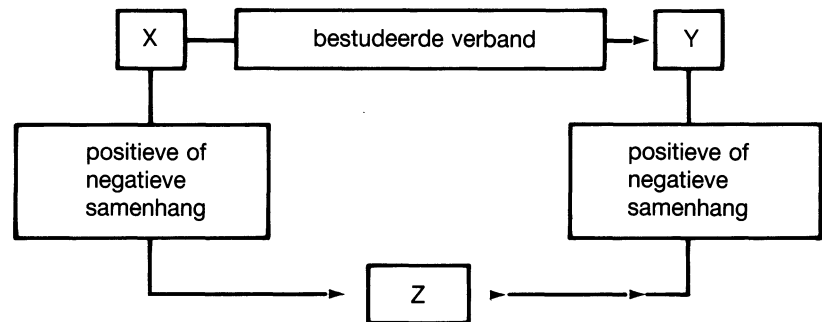 X
bestudeerde verband
Y
positieve of
negatieve
samenhang
positieve of
negatieve
samenhang
Z